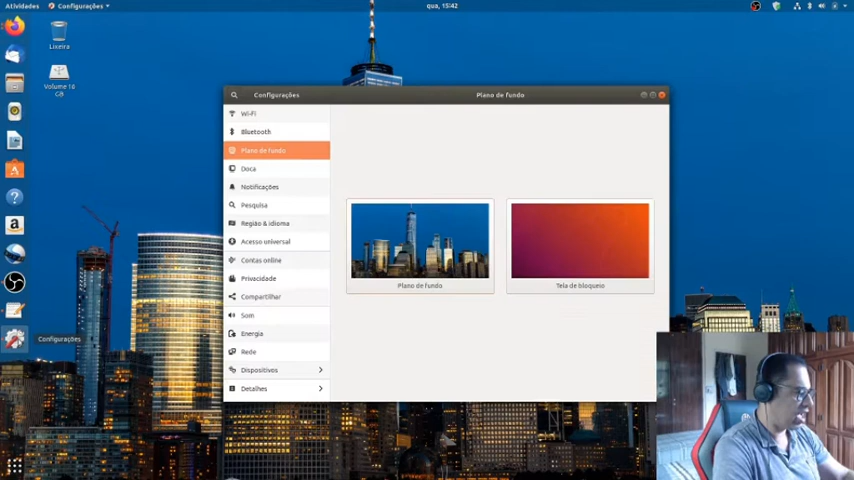 Atividades
Configurações
qua, 15:42
Lixeira
Volume 16
GB
Configurações
Configurações
Plano de fundo
Wi-Fi
Bluetooth
Plano de fundo
Doca
Notificações
Pesquisa
Região & idioma
Acesso universal
Contas online
Privacidade
Compartilhar
Som
Energia
Rede
Dispositivos
Detalhes
Plano de fundo
Tela de bloqueio